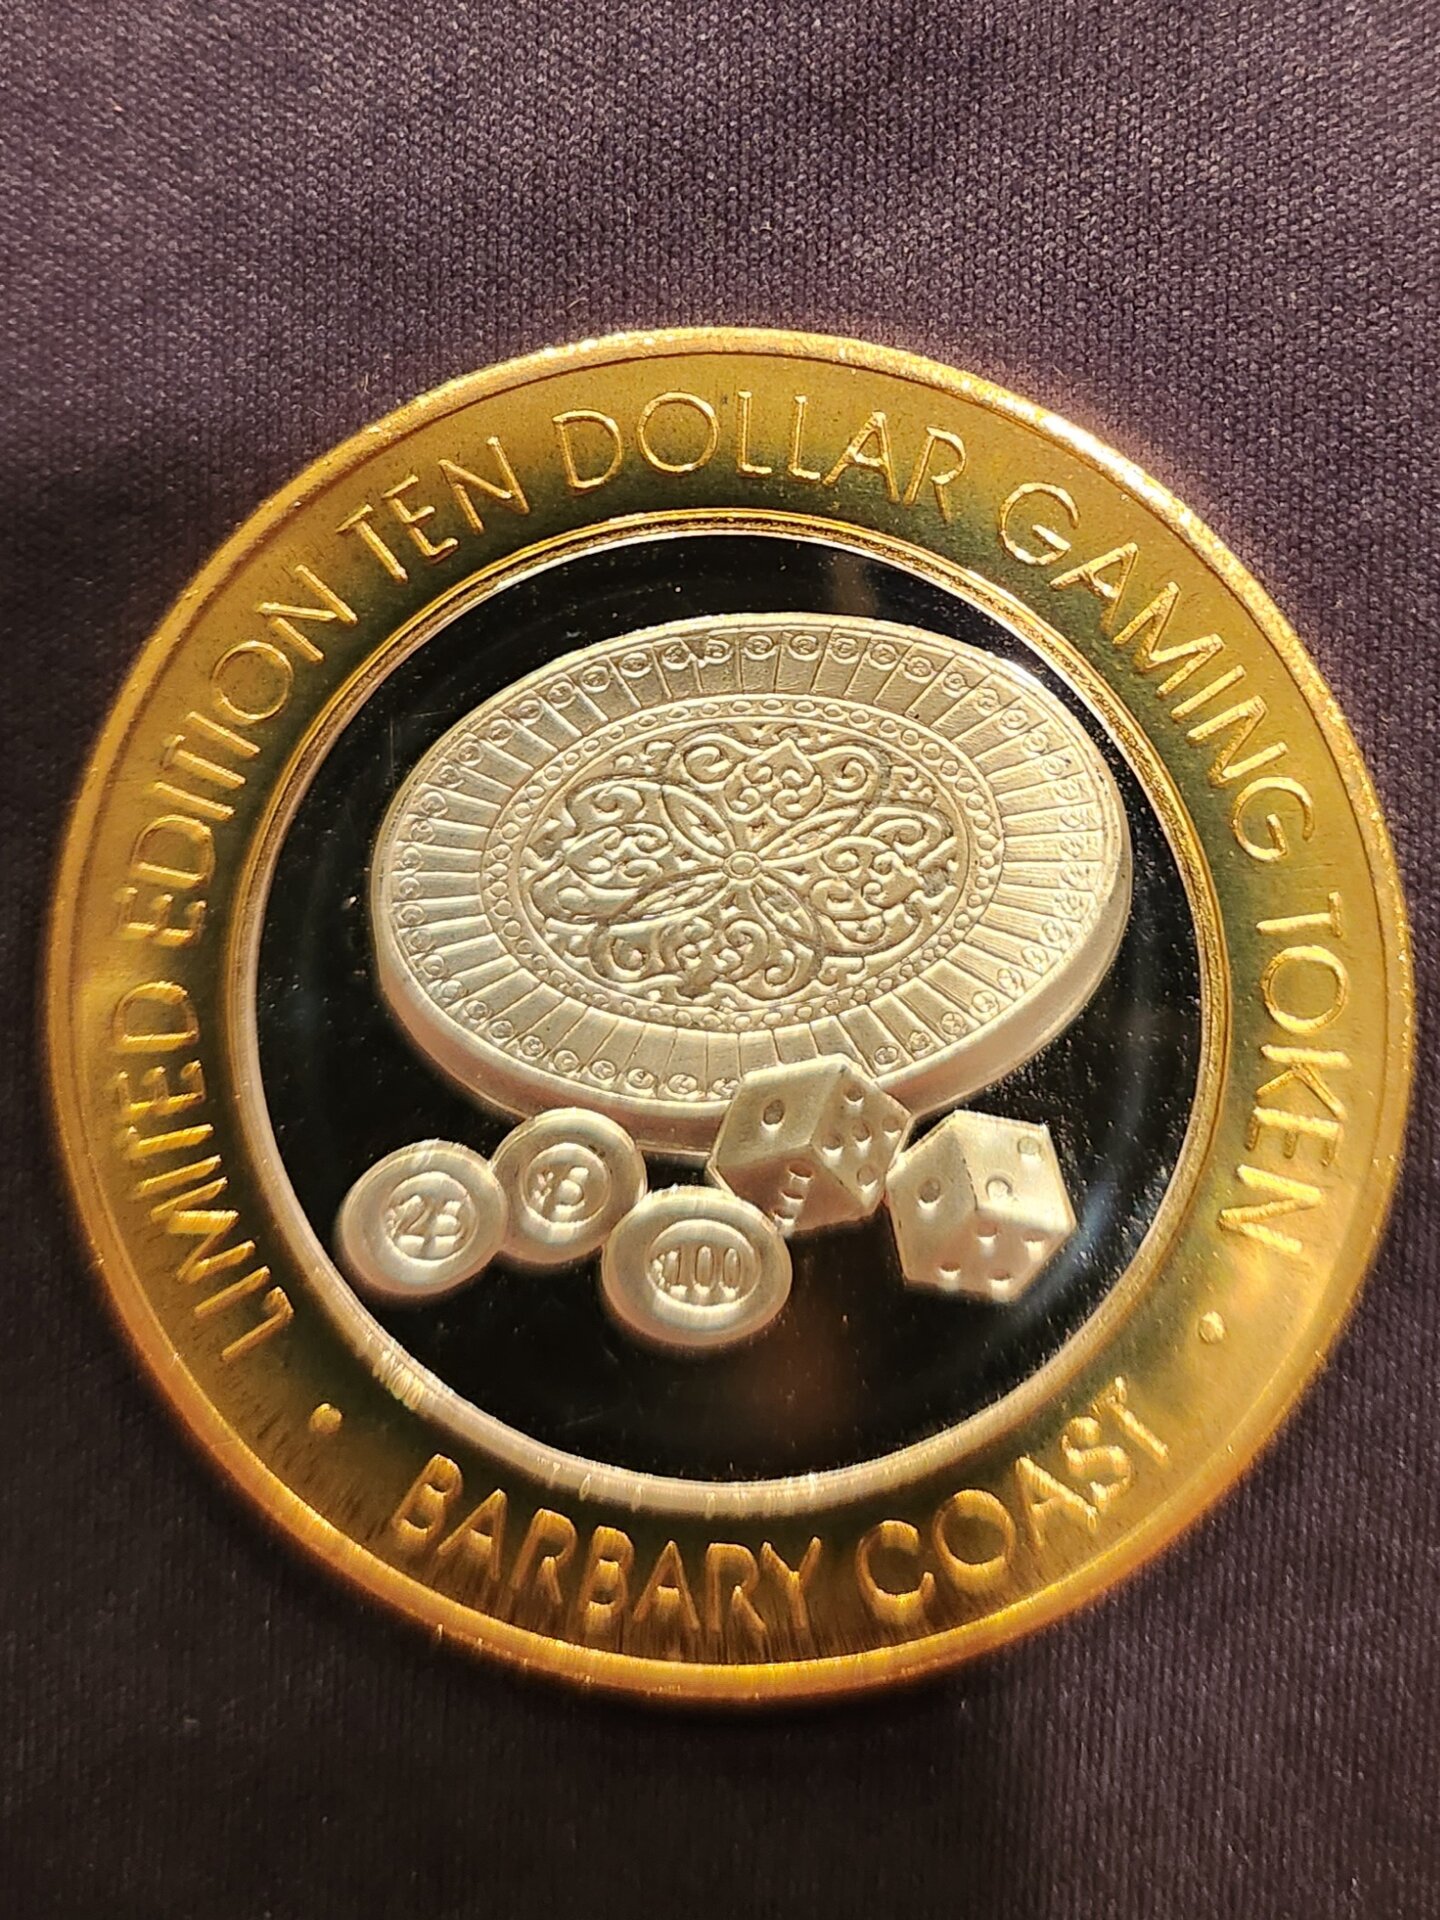 LIMITED EDITION TEN DOLLAR GAMING TOKEN
• BARBARY COAST •
25
$5
$100